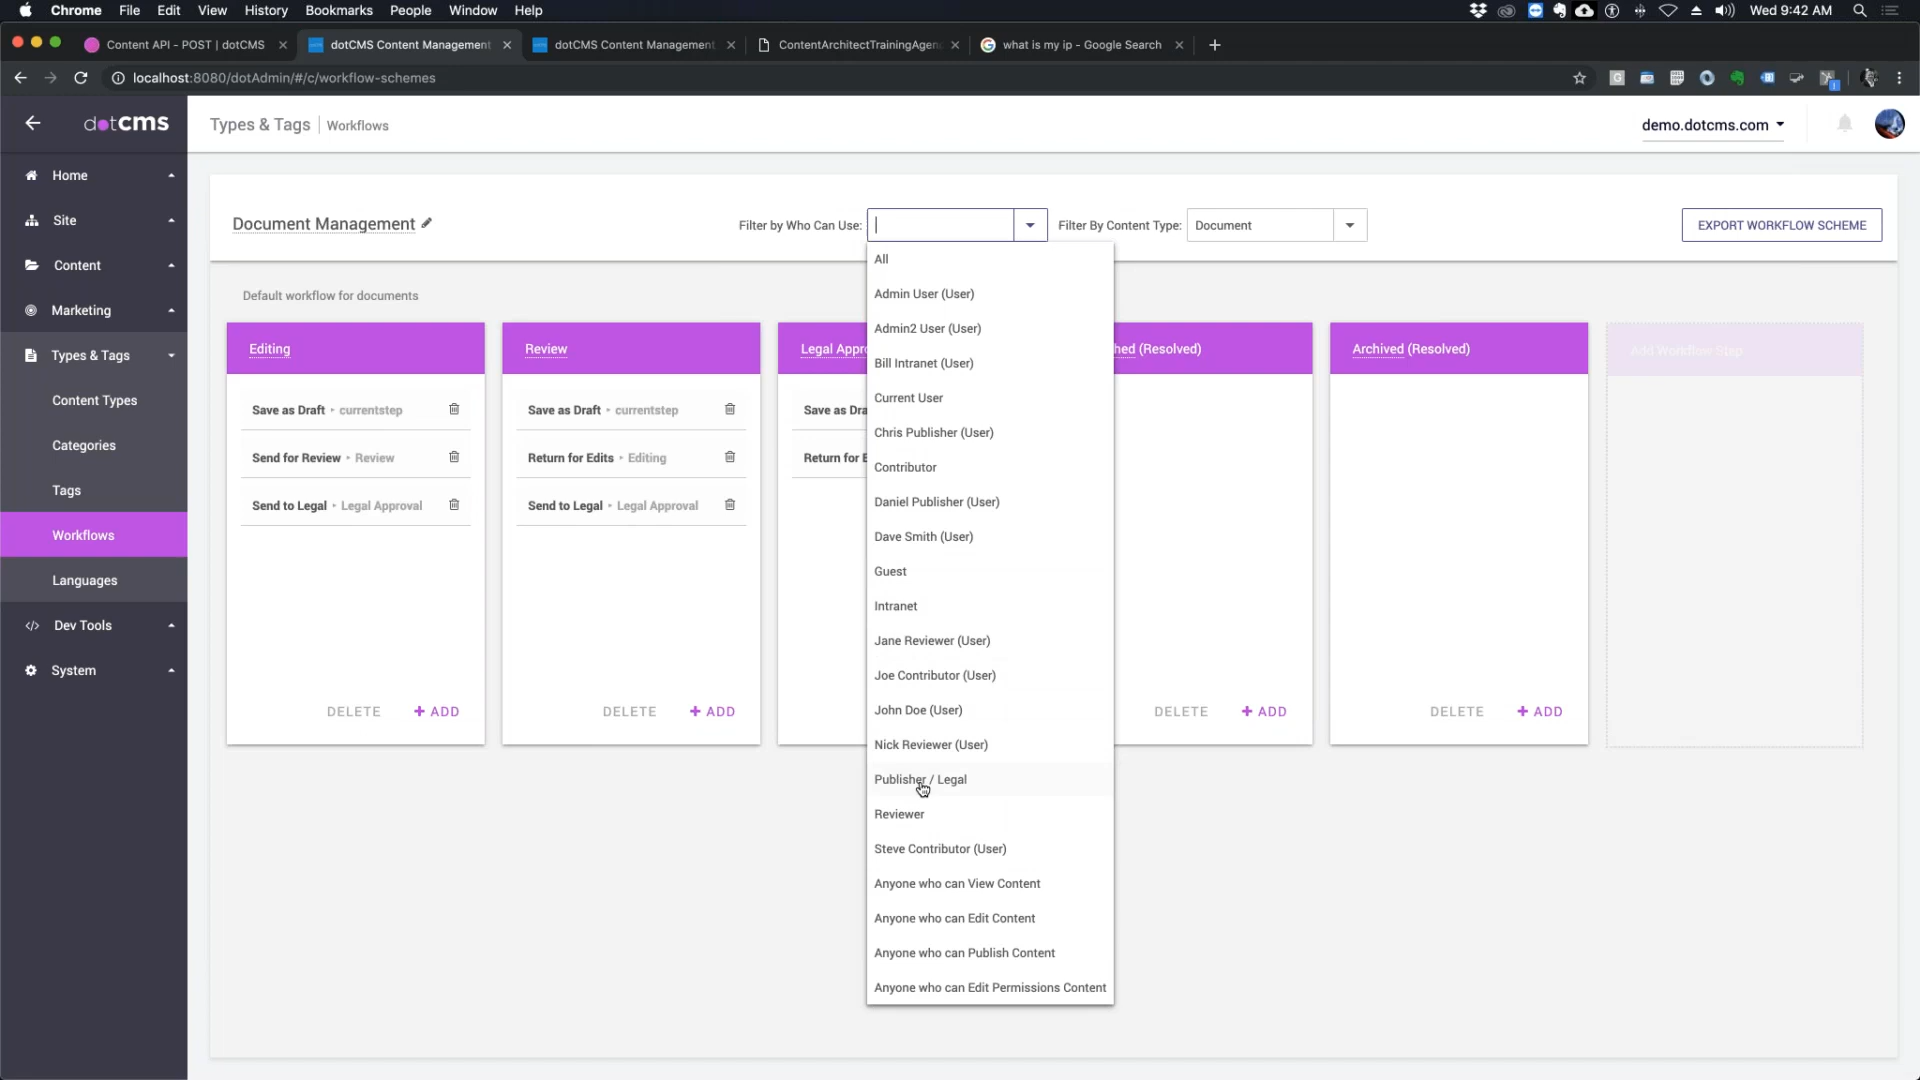 Chrome File Edit View History Bookmarks People Window Help Wed 9:42 AM
Content API - POST | dotCMS
dotCMS Content Management
dotCMS Content Management
ContentArchitectTrainingAgen
what is my ip - Google Search
localhost:8080/dotAdmin/#/c/workflow-schemes
dotCMS
Types & Tags Workflows
demo.dotcms.com
Home
Site
Content
Marketing
Types & Tags
Content Types
Categories
Tags
Workflows
Languages
Dev Tools
System
Document Management
Filter by Who Can Use:
Filter By Content Type: Document
EXPORT WORKFLOW SCHEME
Default workflow for documents
Editing
Save as Draft currentstep
Send for Review Review
Send to Legal Legal Approval
DELETE + ADD
Review
Save as Draft currentstep
Return for Edits Editing
Send to Legal Legal Approval
DELETE + ADD
Legal Appro
Save as Dra
Return for E
All
Admin User (User)
Admin2 User (User)
Bill Intranet (User)
Current User
Chris Publisher (User)
Contributor
Daniel Publisher (User)
Dave Smith (User)
Guest
Intranet
Jane Reviewer (User)
Joe Contributor (User)
John Doe (User)
Nick Reviewer (User)
Publisher / Legal
Reviewer
Steve Contributor (User)
Anyone who can View Content
Anyone who can Edit Content
Anyone who can Publish Content
Anyone who can Edit Permissions Content
hed (Resolved)
DELETE + ADD
Archived (Resolved)
DELETE + ADD
Add Workflow Step